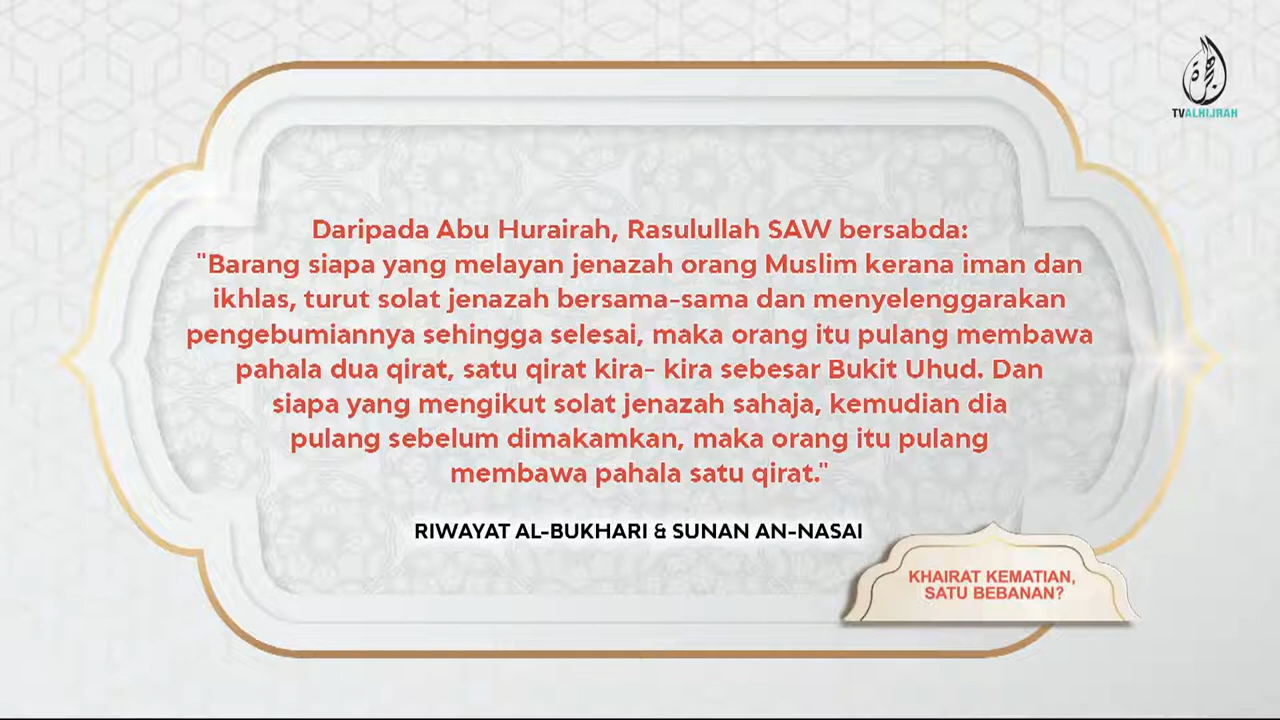 هجرة
TVALHIJRAH
Daripada Abu Hurairah, Rasulullah SAW bersabda:
"Barang siapa yang melayan jenazah orang Muslim kerana iman dan
ikhlas, turut solat jenazah bersama-sama dan menyelenggarakan
pengebumiannya sehingga selesai, maka orang itu pulang membawa
pahala dua qirat, satu qirat kira- kira sebesar Bukit Uhud. Dan
siapa yang mengikut solat jenazah sahaja, kemudian dia
pulang sebelum dimakamkan, maka orang itu pulang
membawa pahala satu qirat."
RIWAYAT AL-BUKHARI & SUNAN AN-NASAI
KHAIRAT KEMATIAN,
SATU BEBANAN?